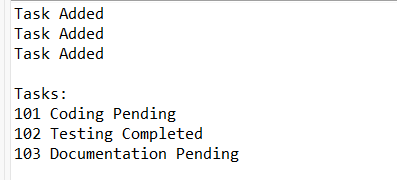 Task Added
Task Added
Task Added
Tasks:
101 Coding Pending
102 Testing Completed
103 Documentation Pending